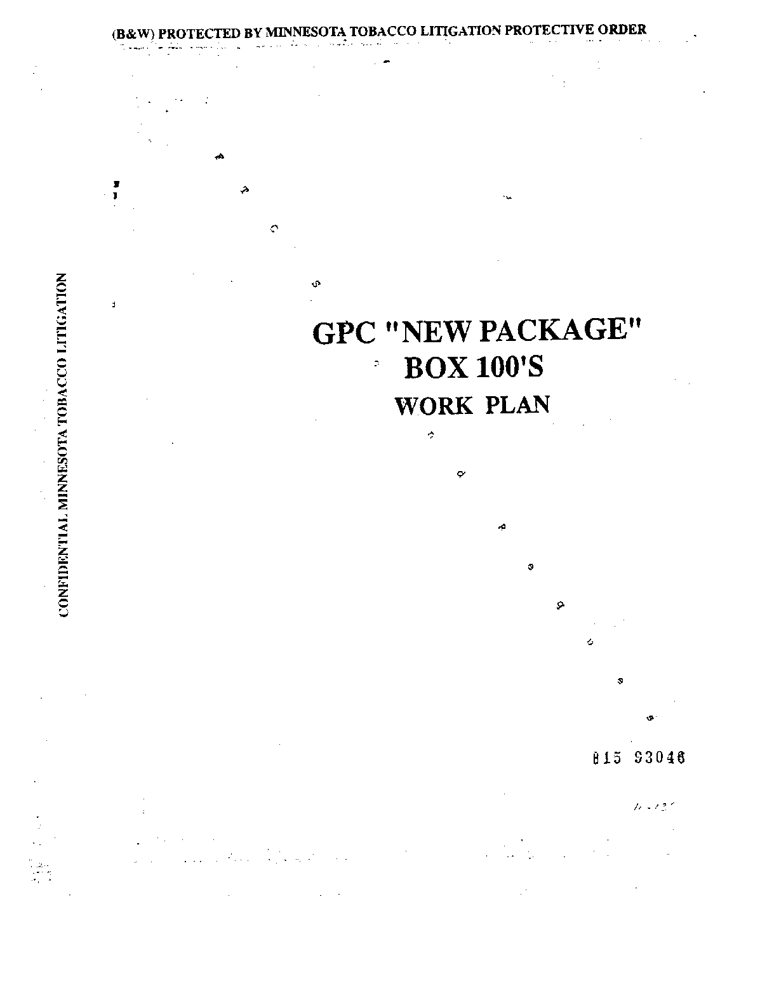 (B&W) PROTECTED BY MINNESOTA TOBACCO LITIGATION PROTECTIVE ORDER
CONFIDENTIAL MINNESOTA TOBACCO LITIGATION
GPC "NEW PACKAGE"
BOX 100'S
WORK PLAN
815 93046